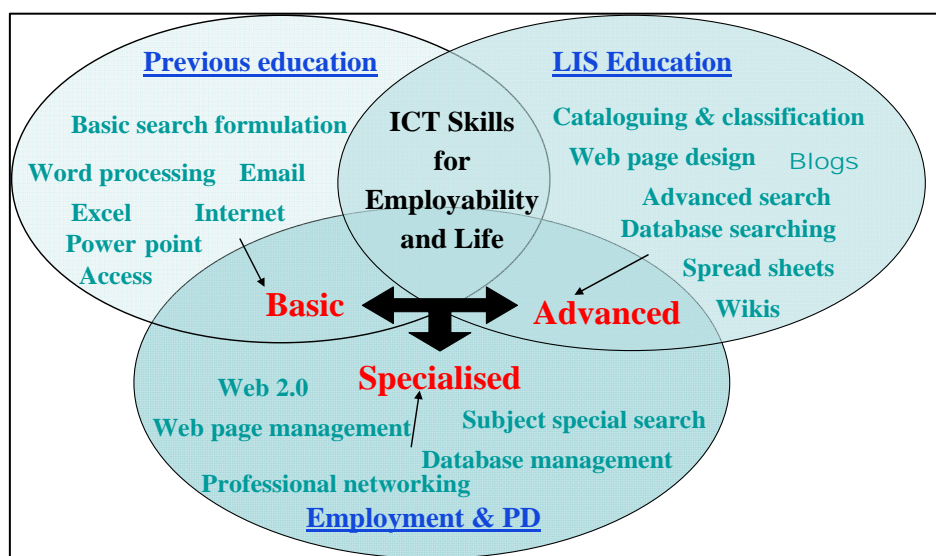 Previous education
LIS Education
Basic search formulation
Word processing Email
Excel Internet
Power point
Access
ICT Skills
for
Employability
and Life
Cataloguing & classification
Web page design Blogs
Advanced search
Database searching
Spread sheets
Wikis
Basic
Advanced
Specialised
Web 2.0
Web page management
Subject special search
Database management
Professional networking
Employment & PD